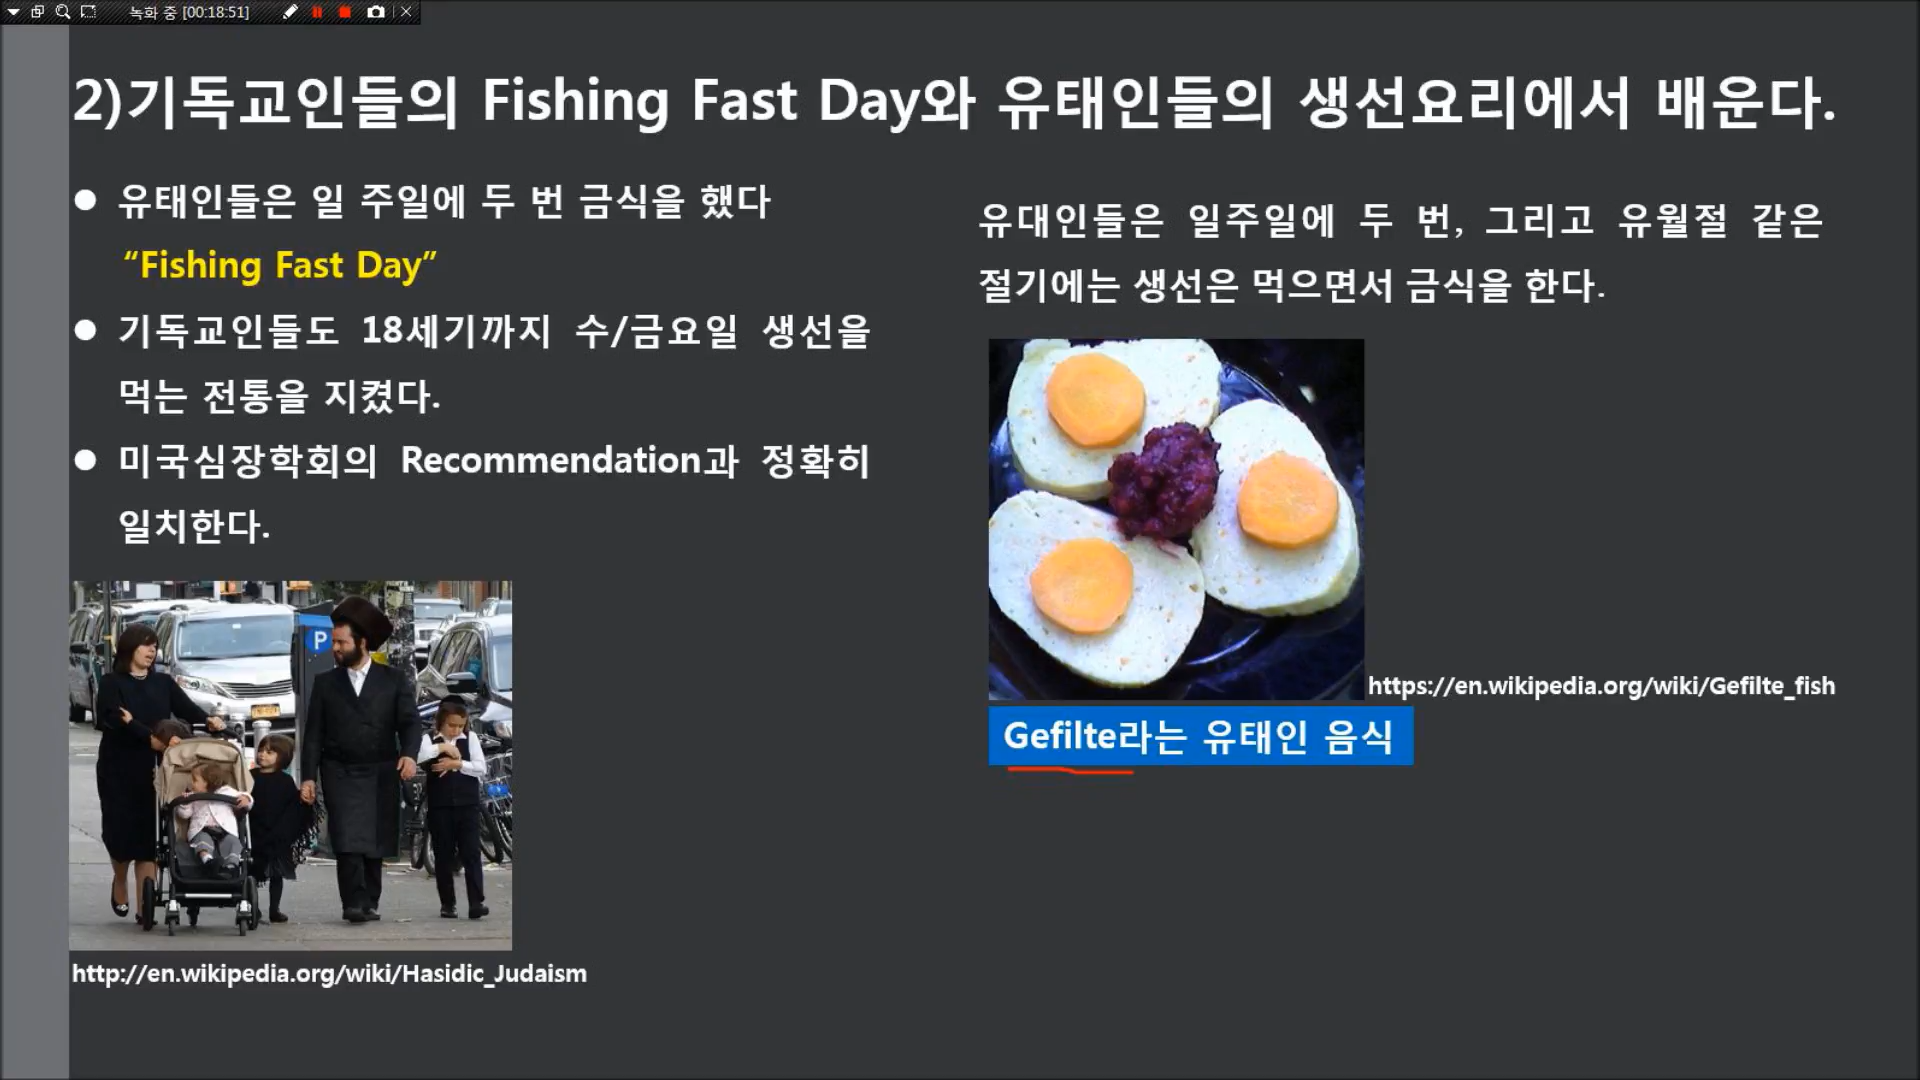 녹화 중 [00:18:51]
2)기독교인들의 Fishing Fast Day와 유태인들의 생선요리에서 배운다.
● 유태인들은 일 주일에 두 번 금식을 했다
“Fishing Fast Day”
● 기독교인들도 18세기까지 수/금요일 생선을
먹는 전통을 지켰다.
● 미국심장학회의 Recommendation과 정확히
일치한다.
P
http://en.wikipedia.org/wiki/Hasidic_Judaism
유대인들은 일주일에 두 번, 그리고 유월절 같은
절기에는 생선은 먹으면서 금식을 한다.
https://en.wikipedia.org/wiki/Gefilte_fish
Gefilte라는 유태인 음식